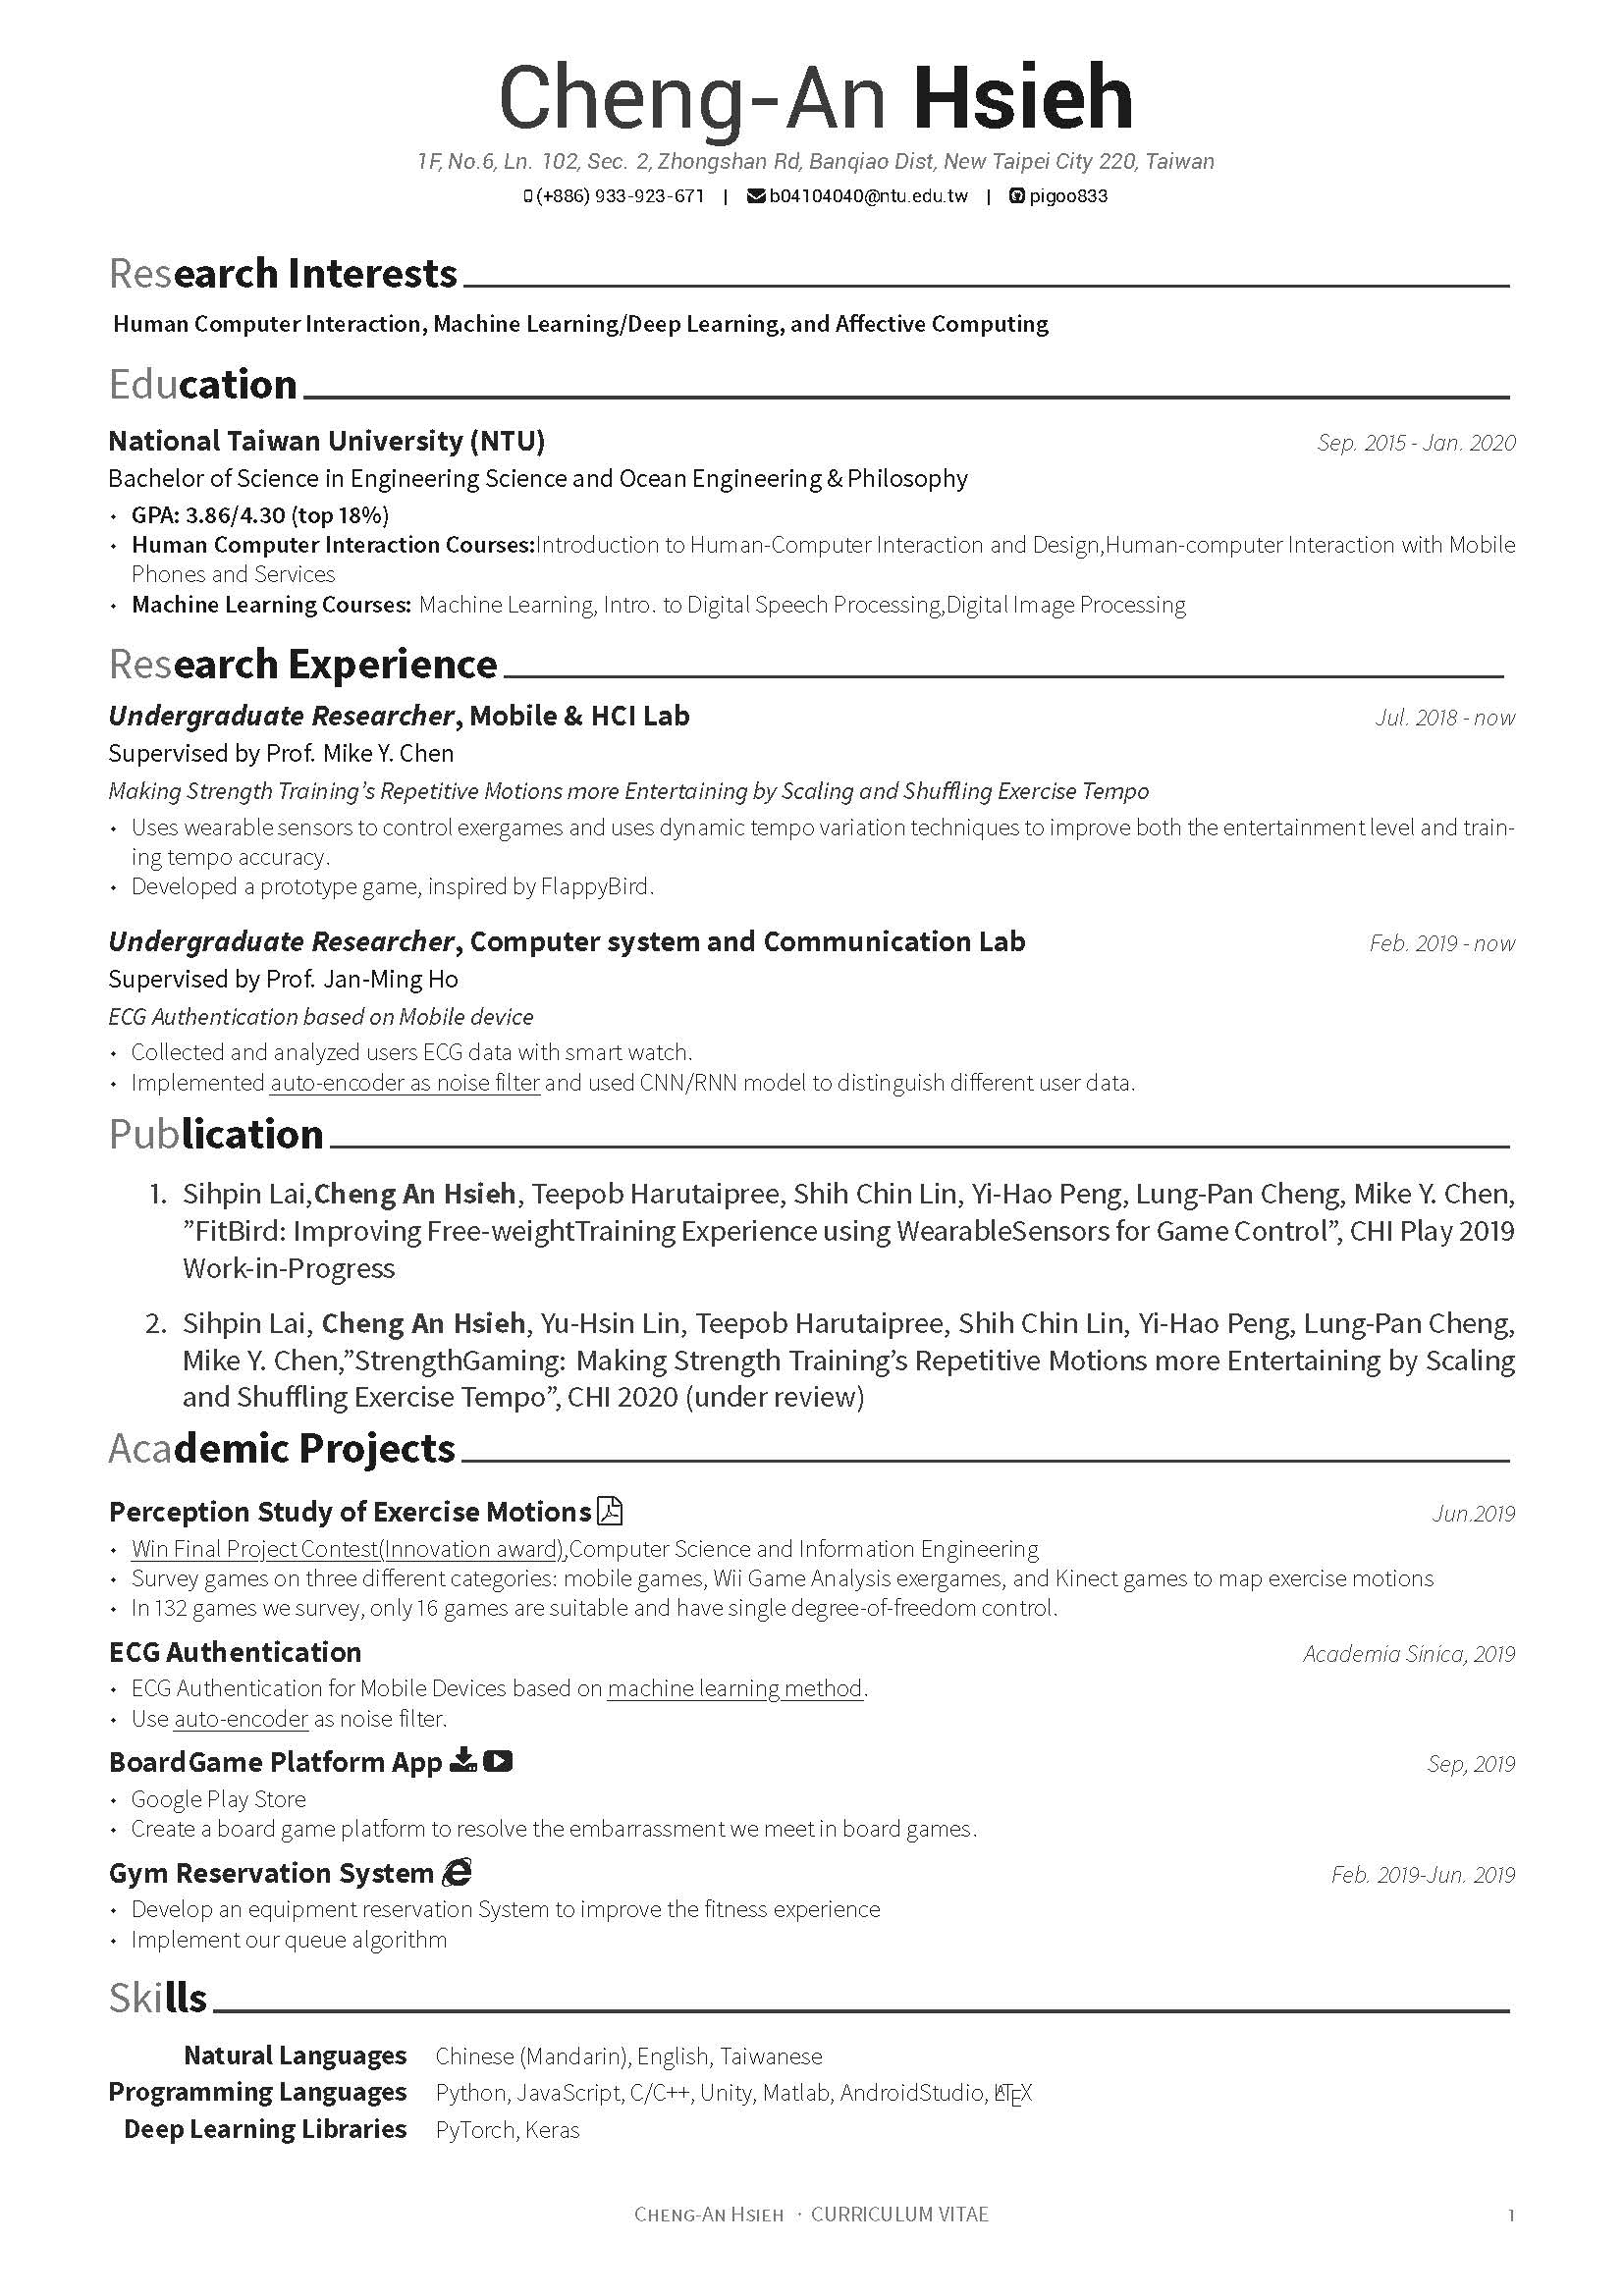 Cheng-An Hsieh
1F, No.6, Ln. 102, Sec. 2, Zhongshan Rd, Banqiao Dist, New Taipei City 220, Taiwan
(+886) 933-923-671 | b04104040@ntu.edu.tw | pigoo833
Research Interests
Human Computer Interaction, Machine Learning/Deep Learning, and Affective Computing
Education
National Taiwan University (NTU) Sep. 2015 - Jan. 2020
Bachelor of Science in Engineering Science and Ocean Engineering & Philosophy
• GPA: 3.86/4.30 (top 18%)
• Human Computer Interaction Courses:Introduction to Human-Computer Interaction and Design,Human-computer Interaction with Mobile
Phones and Services
• Machine Learning Courses: Machine Learning, Intro. to Digital Speech Processing,Digital Image Processing
Research Experience
Undergraduate Researcher, Mobile & HCI Lab Jul. 2018 - now
Supervised by Prof. Mike Y. Chen
Making Strength Training's Repetitive Motions more Entertaining by Scaling and Shuffling Exercise Tempo
• Uses wearable sensors to control exergames and uses dynamic tempo variation techniques to improve both the entertainment level and train-
ing tempo accuracy.
• Developed a prototype game, inspired by FlappyBird.
Undergraduate Researcher, Computer system and Communication Lab Feb. 2019 - now
Supervised by Prof. Jan-Ming Ho
ECG Authentication based on Mobile device
• Collected and analyzed users ECG data with smart watch.
• Implemented auto-encoder as noise filter and used CNN/RNN model to distinguish different user data.
Publication
1. Sihpin Lai,Cheng An Hsieh, Teepob Harutaipree, Shih Chin Lin, Yi-Hao Peng, Lung-Pan Cheng, Mike Y. Chen,
"FitBird: Improving Free-weightTraining Experience using WearableSensors for Game Control", CHI Play 2019
Work-in-Progress
2. Sihpin Lai, Cheng An Hsieh, Yu-Hsin Lin, Teepob Harutaipree, Shih Chin Lin, Yi-Hao Peng, Lung-Pan Cheng,
Mike Y. Chen,"StrengthGaming: Making Strength Training's Repetitive Motions more Entertaining by Scaling
and Shuffling Exercise Tempo", CHI 2020 (under review)
Academic Projects
Perception Study of Exercise Motions Jun.2019
• Win Final Project Contest(Innovation award),Computer Science and Information Engineering
• Survey games on three different categories: mobile games, Wii Game Analysis exergames, and Kinect games to map exercise motions
• In 132 games we survey, only 16 games are suitable and have single degree-of-freedom control.
ECG Authentication Academia Sinica, 2019
• ECG Authentication for Mobile Devices based on machine learning method.
• Use auto-encoder as noise filter.
BoardGame Platform App Sep, 2019
• Google Play Store
• Create a board game platform to resolve the embarrassment we meet in board games.
Gym Reservation System Feb. 2019-Jun. 2019
• Develop an equipment reservation System to improve the fitness experience
• Implement our queue algorithm
Skills
Natural Languages Chinese (Mandarin), English, Taiwanese
Programming Languages Python, JavaScript, C/C++, Unity, Matlab, AndroidStudio, LATEX
Deep Learning Libraries PyTorch, Keras
CHENG-AN HSIEH · CURRICULUM VITAE 1